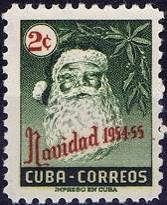 2¢
Navidad 1954-55
CUBA-CORREOS
IMPRESO EN CUBA